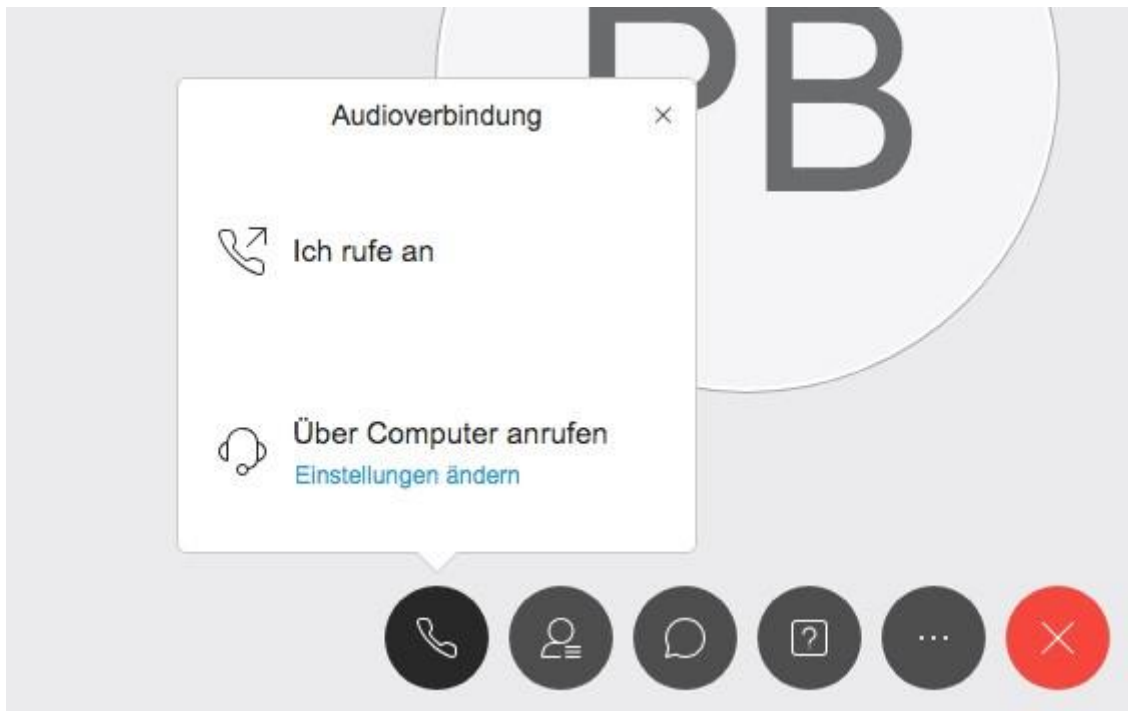 PB
Audioverbindung
Ich rufe an
Über Computer anrufen
Einstellungen ändern